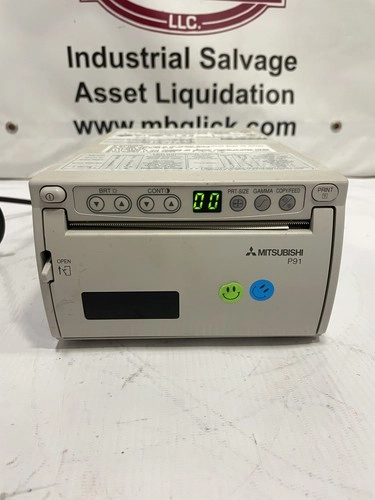 LLC.
Industrial Salvage
Asset Liquidation
www.mbglick.com
BRT CONT 00 PRT-SIZE GAMMA COPY/FEED PRINT
OPEN
MITSUBISHI
P91